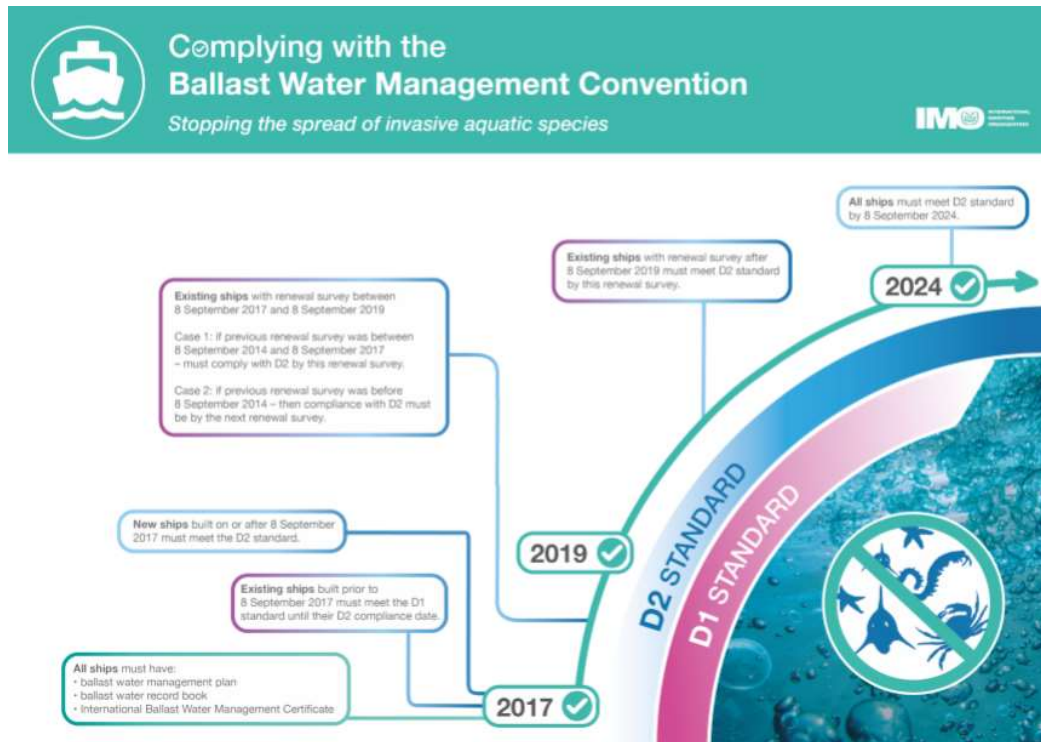 Complying with the
Ballast Water Management Convention
Stopping the spread of invasive aquatic species
IMO
INTERNATIONAL
MARITIME
ORGANIZATION
All ships must meet D2 standard
by 8 September 2024.
Existing ships with renewal survey after
8 September 2019 must meet D2 standard
by this renewal survey.
2024
Existing ships with renewal survey between
8 September 2017 and 8 September 2019
Case 1: if previous renewal survey was between
8 September 2014 and 8 September 2017
– must comply with D2 by this renewal survey.
Case 2: if previous renewal survey was before
8 September 2014 – then compliance with D2 must
be by the next renewal survey.
D2 STANDARD
D1 STANDARD
New ships built on or after 8 September
2017 must meet the D2 standard.
2019
Existing ships built prior to
8 September 2017 must meet the D1
standard until their D2 compliance date.
All ships must have:
• ballast water management plan
• ballast water record book
• International Ballast Water Management Certificate
2017